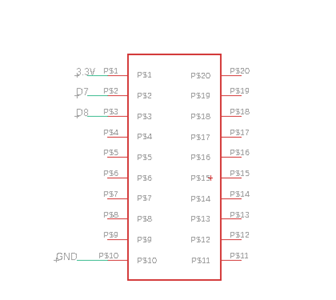 3.3V P$1 P$1 P$20 P$20
D7 P$2 P$2 P$19 P$19
D8 P$3 P$3 P$18 P$18
P$4 P$4 P$17 P$17
P$5 P$5 P$16 P$16
P$6 P$6 P$15 P$15
P$7 P$7 P$14 P$14
P$8 P$8 P$13 P$13
P$9 P$9 P$12 P$12
GND P$10 P$10 P$11 P$11